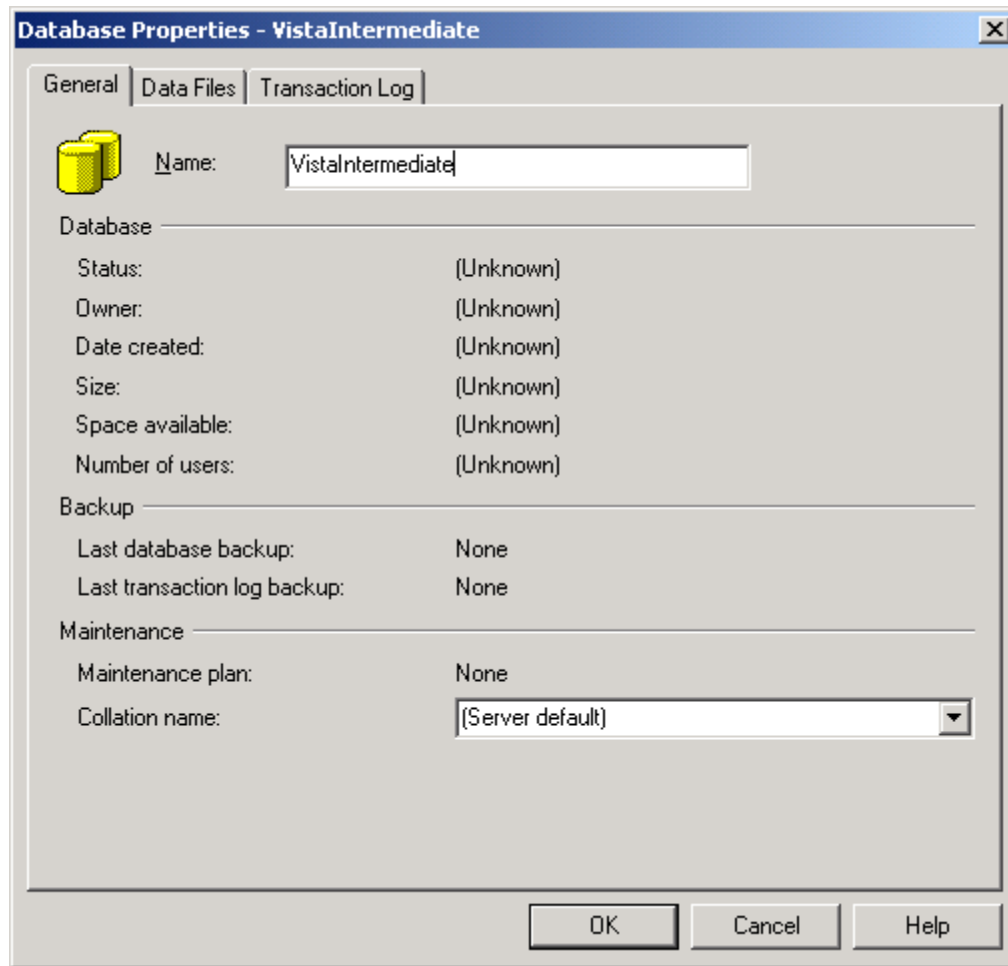 Database Properties - VistaIntermediate
General Data Files Transaction Log
Name: VistaIntermediate
Database
Status: (Unknown)
Owner: (Unknown)
Date created: (Unknown)
Size: (Unknown)
Space available: (Unknown)
Number of users: (Unknown)
Backup
Last database backup: None
Last transaction log backup: None
Maintenance
Maintenance plan: None
Collation name: (Server default)
OK Cancel Help